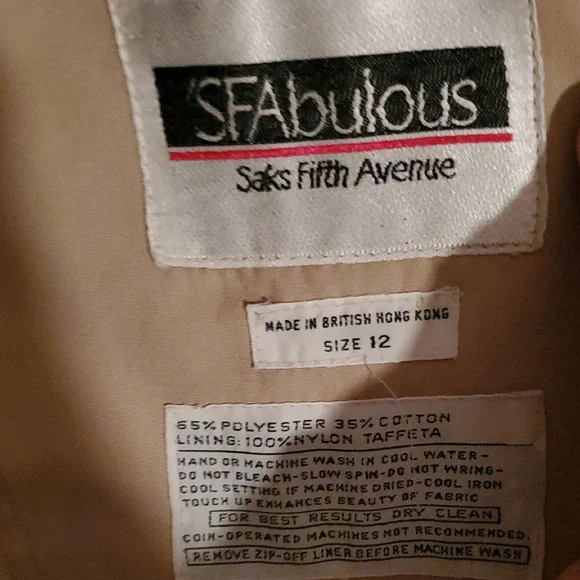 'SFAbulous
Saks Fifth Avenue
MADE IN BRITISH HONG KONG
SIZE 12
65% POLYESTER 35% COTTON
LINING: 100% NYLON TAFFETA
HAND OR MACHINE WASH IN COOL WATER-
DO NOT BLEACH-SLOW SPIN-DO NOT WRING-
COOL SETTING IF MACHINE DRIED-COOL IRON
TOUCH UP ENHANCES BEAUTY OF FABRIC
FOR BEST RESULTS DRY CLEAN
COIN-OPERATED MACHINES NOT RECOMMENDED.
REMOVE ZIP-OFF LINER BEFORE MACHINE WASH